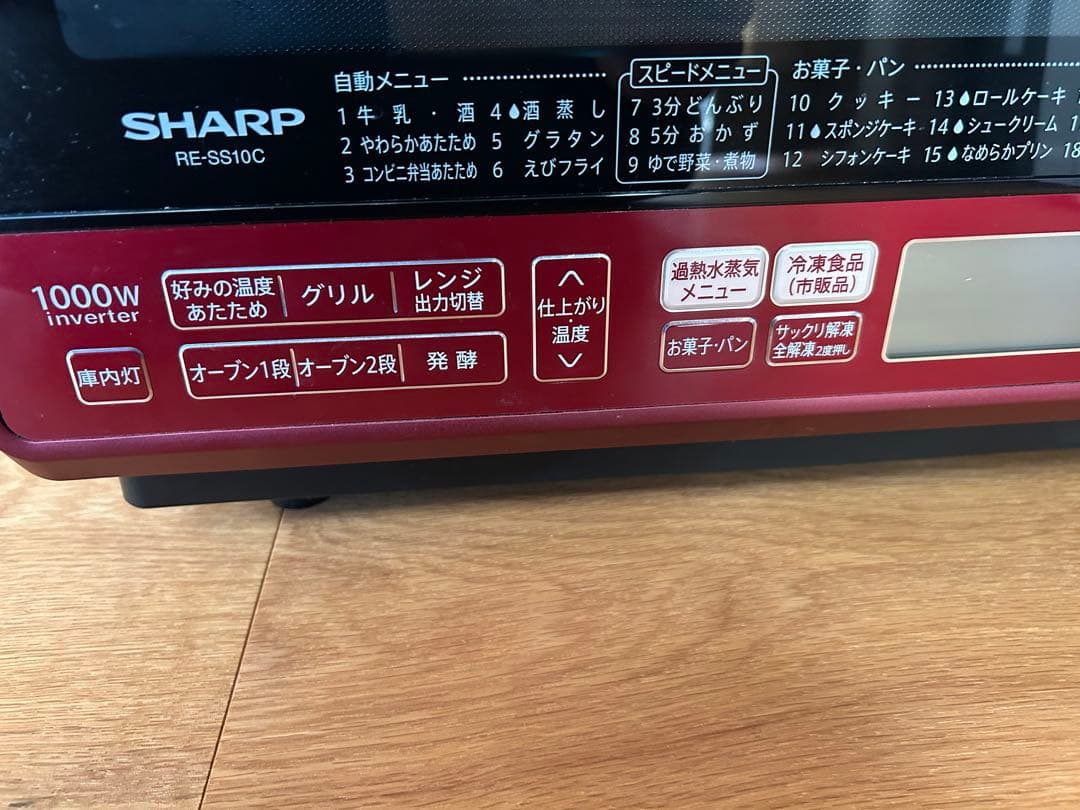 SHARP
RE-SS10C
自動メニュー
1 牛乳・酒 4 酒蒸し
2 やわらかあたため 5 グラタン
3 コンビニ弁当あたため 6 えびフライ
スピードメニュー
7 3分どんぶり
8 5分おかず
9 ゆで野菜・煮物
お菓子・パン
10 クッキー 13 ロールケーキ
11 スポンジケーキ 14 シュークリーム
12 シフォンケーキ 15 なめらかプリン 18
1000W
inverter
庫内灯
好みの温度
あたため
グリル
レンジ
出力切替
オーブン1段
オーブン2段
発酵
仕上がり
・
温度
過熱水蒸気
メニュー
冷凍食品
(市販品)
お菓子・パン
サックリ解凍
全解凍2度押し